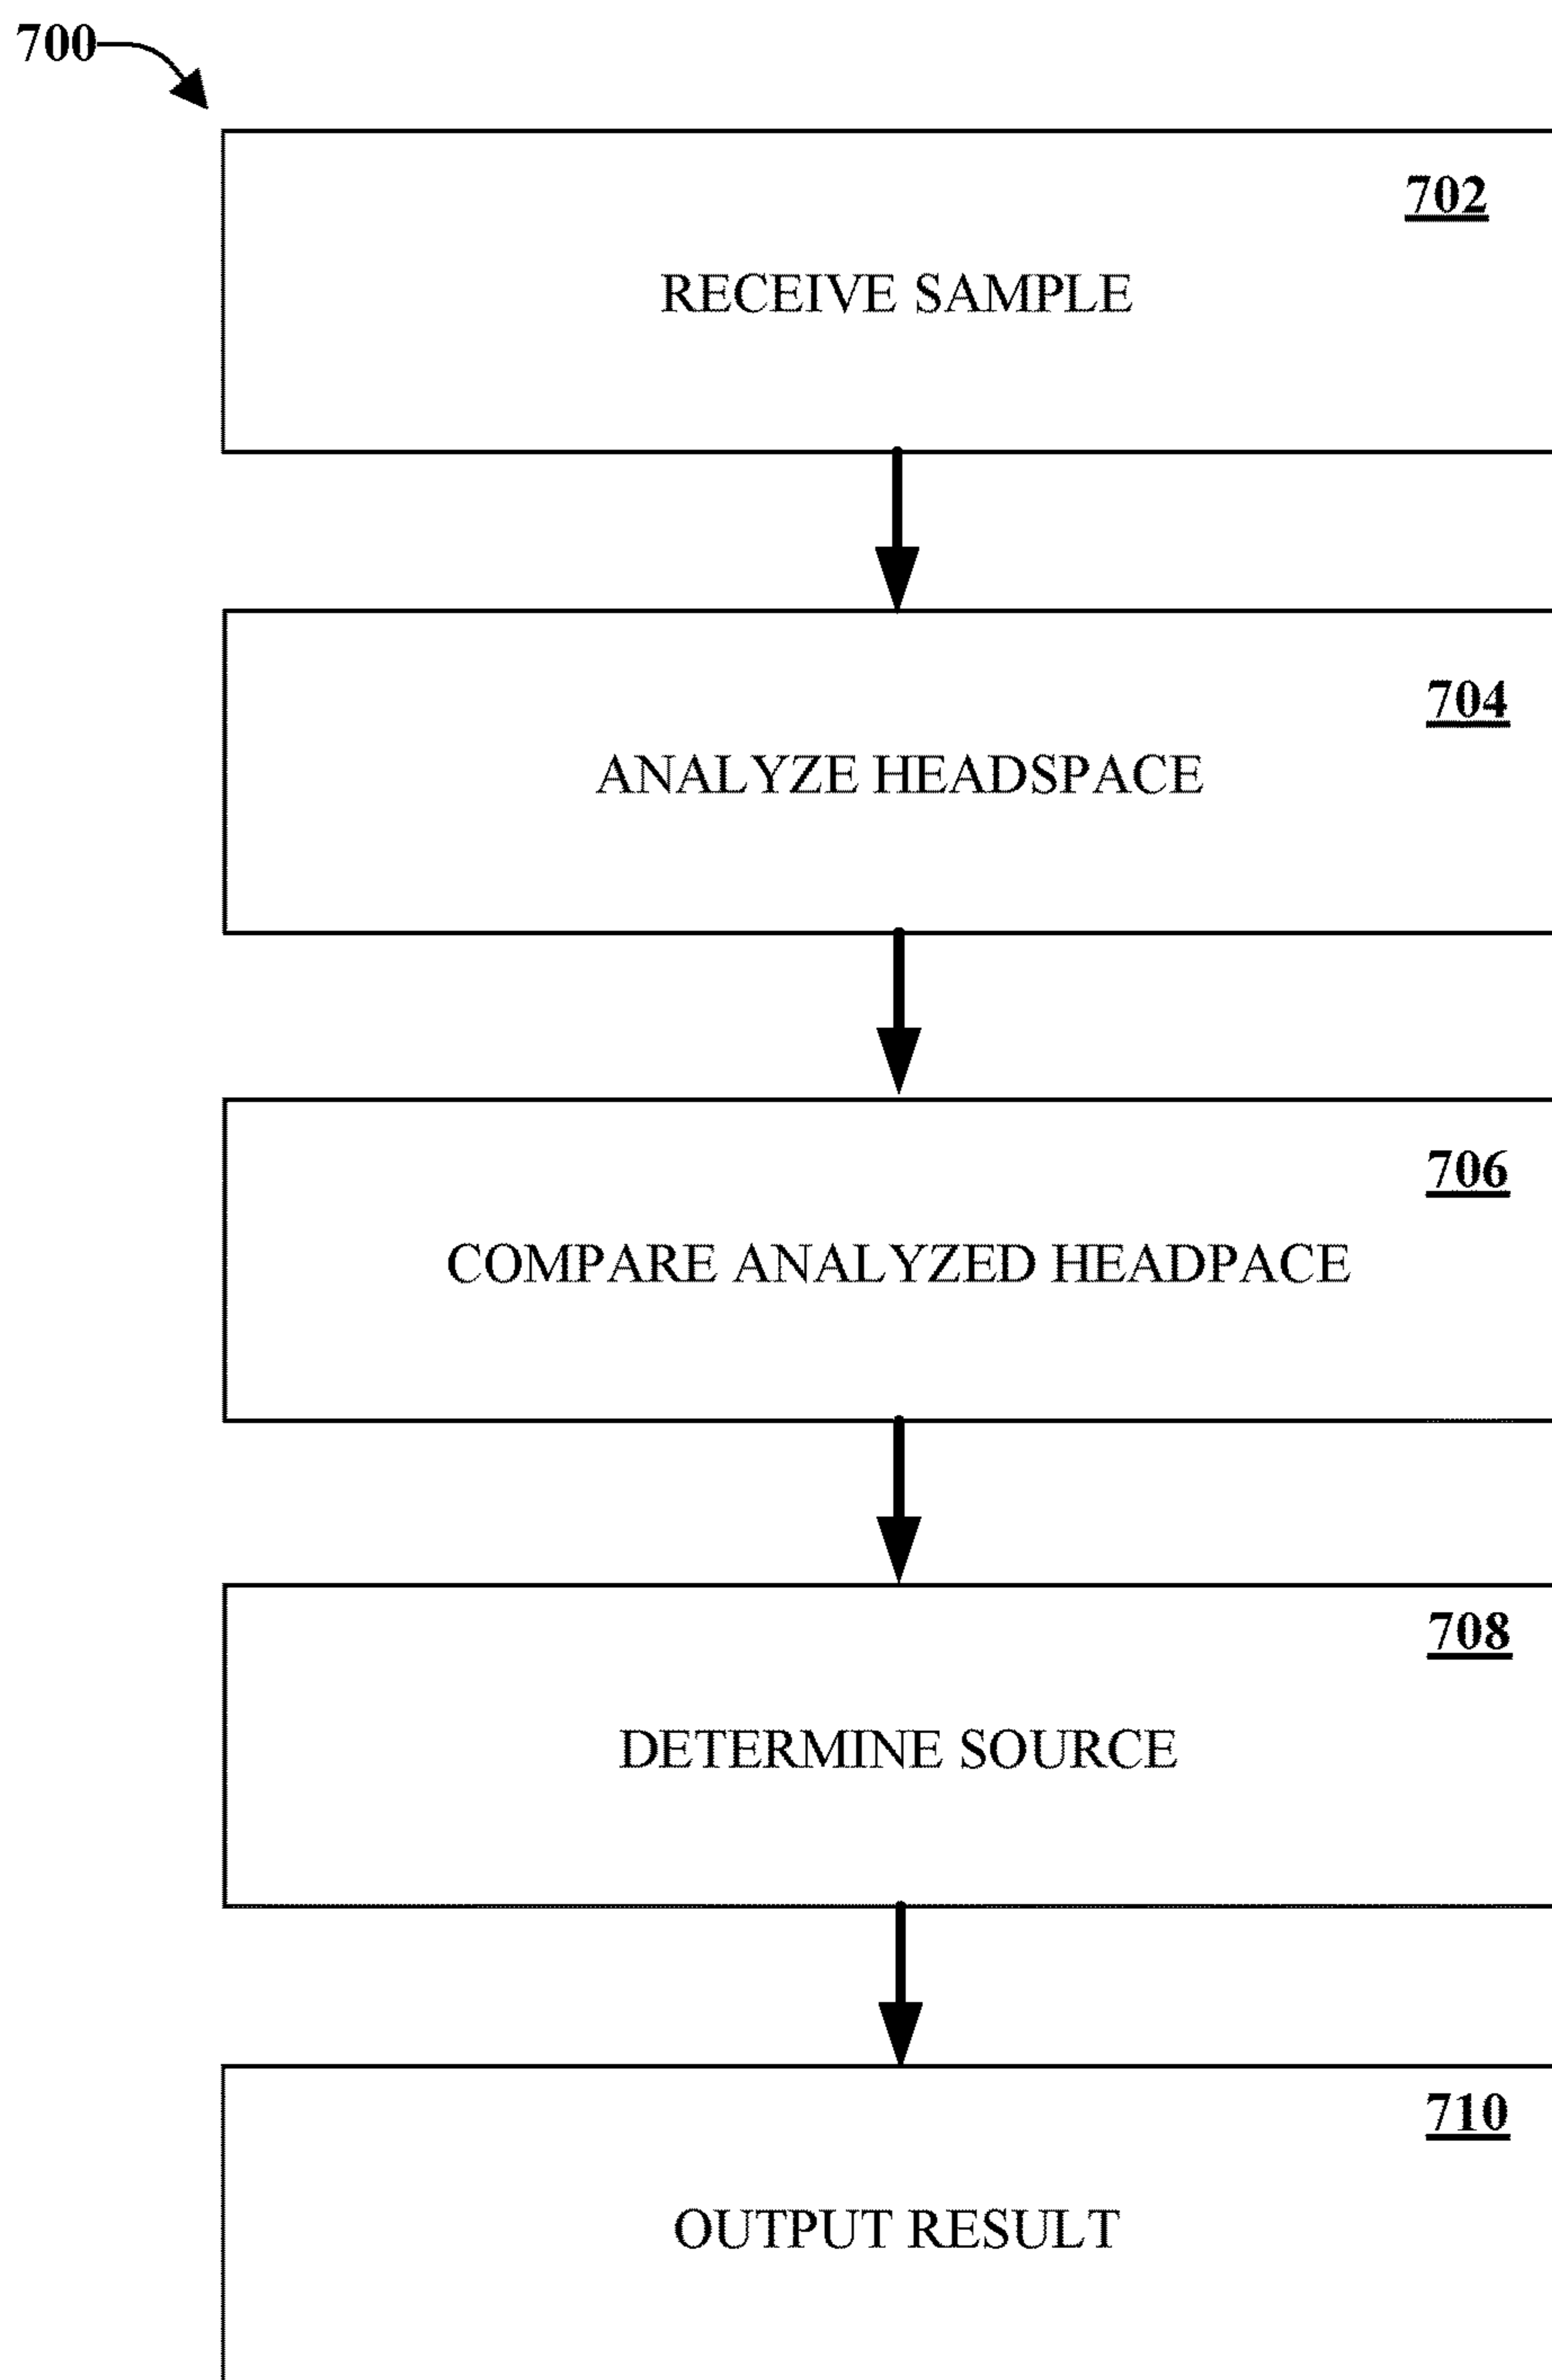 700
702
RECEIVE SAMPLE
704
ANALYZE HEADSPACE
706
COMPARE ANALYZED HEADPACE
708
DETERMINE SOURCE
710
OUTPUT RESULT